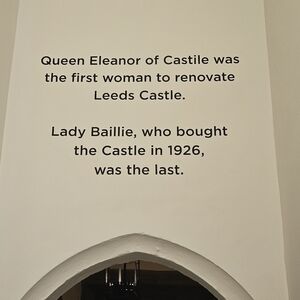 Queen Eleanor of Castile was
the first woman to renovate
Leeds Castle.
Lady Baillie, who bought
the Castle in 1926,
was the last.